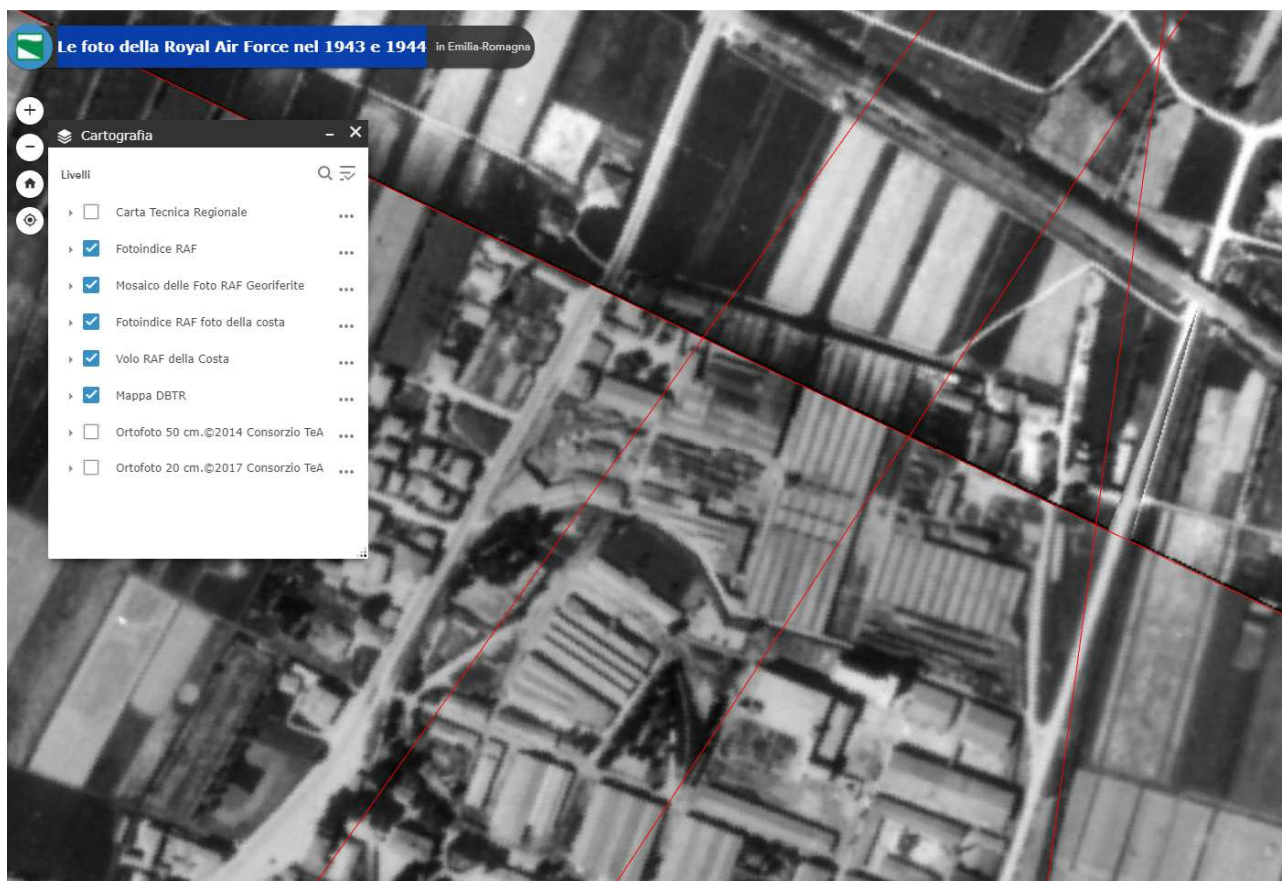 Le foto della Royal Air Force nel 1943 e 1944 in Emilia-Romagna
Cartografia
Livelli
Carta Tecnica Regionale
Fotoindice RAF
Mosaico delle Foto RAF Georiferite
Fotoindice RAF foto della costa
Volo RAF della Costa
Mappa DBTR
Ortofoto 50 cm.©2014 Consorzio TeA
Ortofoto 20 cm.©2017 Consorzio TeA